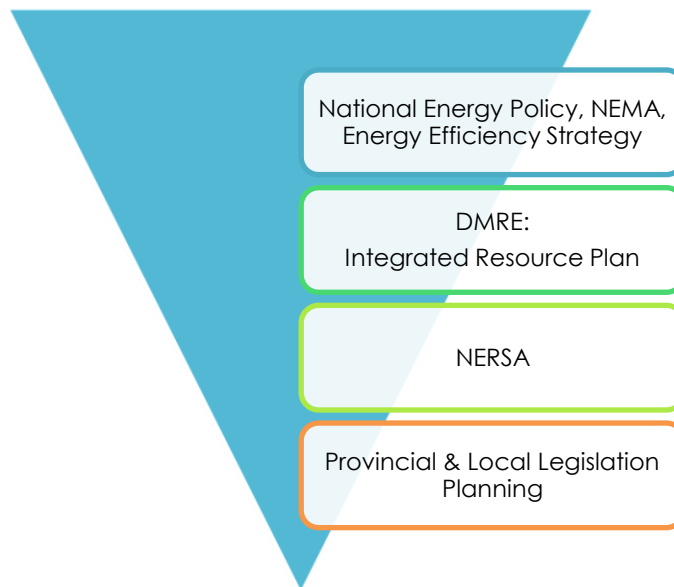 National Energy Policy, NEMA,
Energy Efficiency Strategy
DMRE:
Integrated Resource Plan
NERSA
Provincial & Local Legislation
Planning